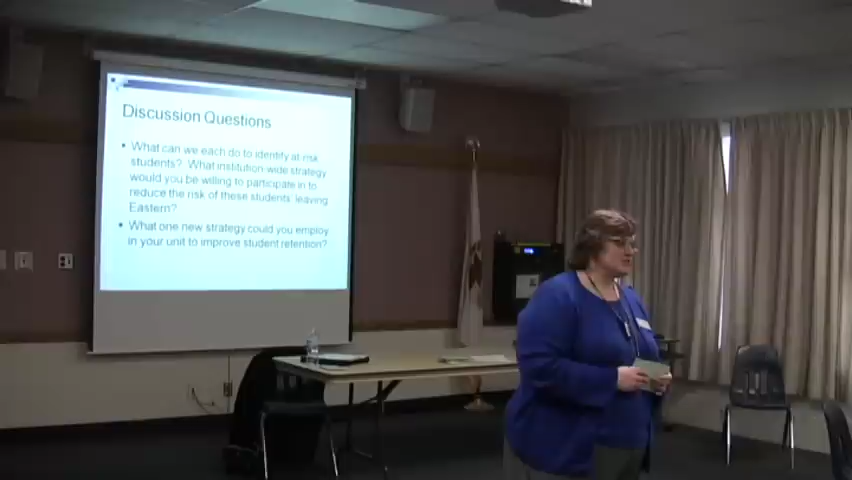 Discussion Questions
• What can we each do to identify at risk
students? What institution-wide strategy
would you be willing to participate in to
reduce the risk of these students leaving
Eastern?
• What one new strategy could you employ
in your unit to improve student retention?